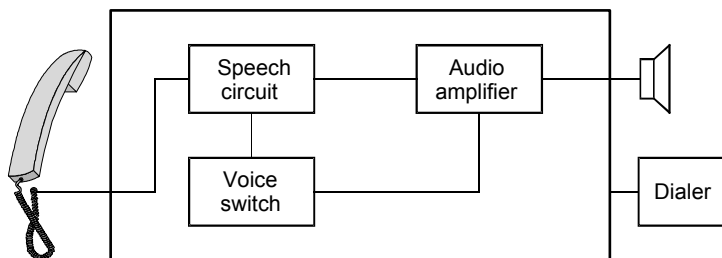 Speech
circuit
Audio
amplifier
Voice
switch
Dialer